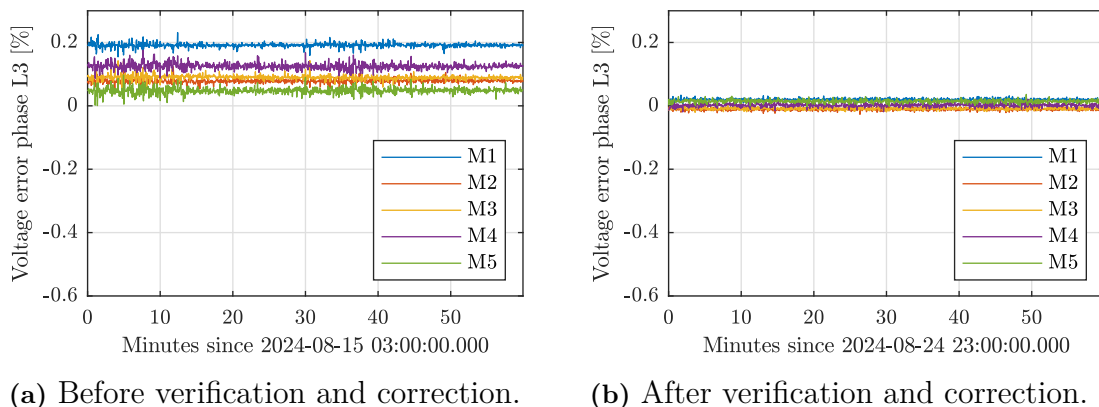 Voltage error phase L3 [%]
0.2
0
-0.2
-0.4
-0.6
M1
M2
M3
M4
M5
0 10 20 30 40 50
Minutes since 2024-08-15 03:00:00.000
(a) Before verification and correction.
Voltage error phase L3 [%]
0.2
0
-0.2
-0.4
-0.6
M1
M2
M3
M4
M5
0 10 20 30 40 50
Minutes since 2024-08-24 23:00:00.000
(b) After verification and correction.